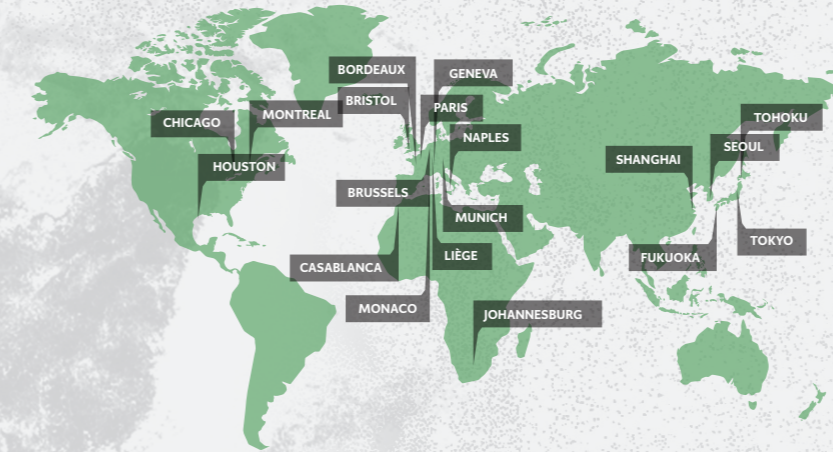 BORDEAUX
GENEVA
BRISTOL
PARIS
CHICAGO
MONTREAL
TOHOKU
NAPLES
SEOUL
SHANGHAI
HOUSTON
BRUSSELS
MUNICH
TOKYO
LIÈGE
FUKUOKA
CASABLANCA
MONACO
JOHANNESBURG